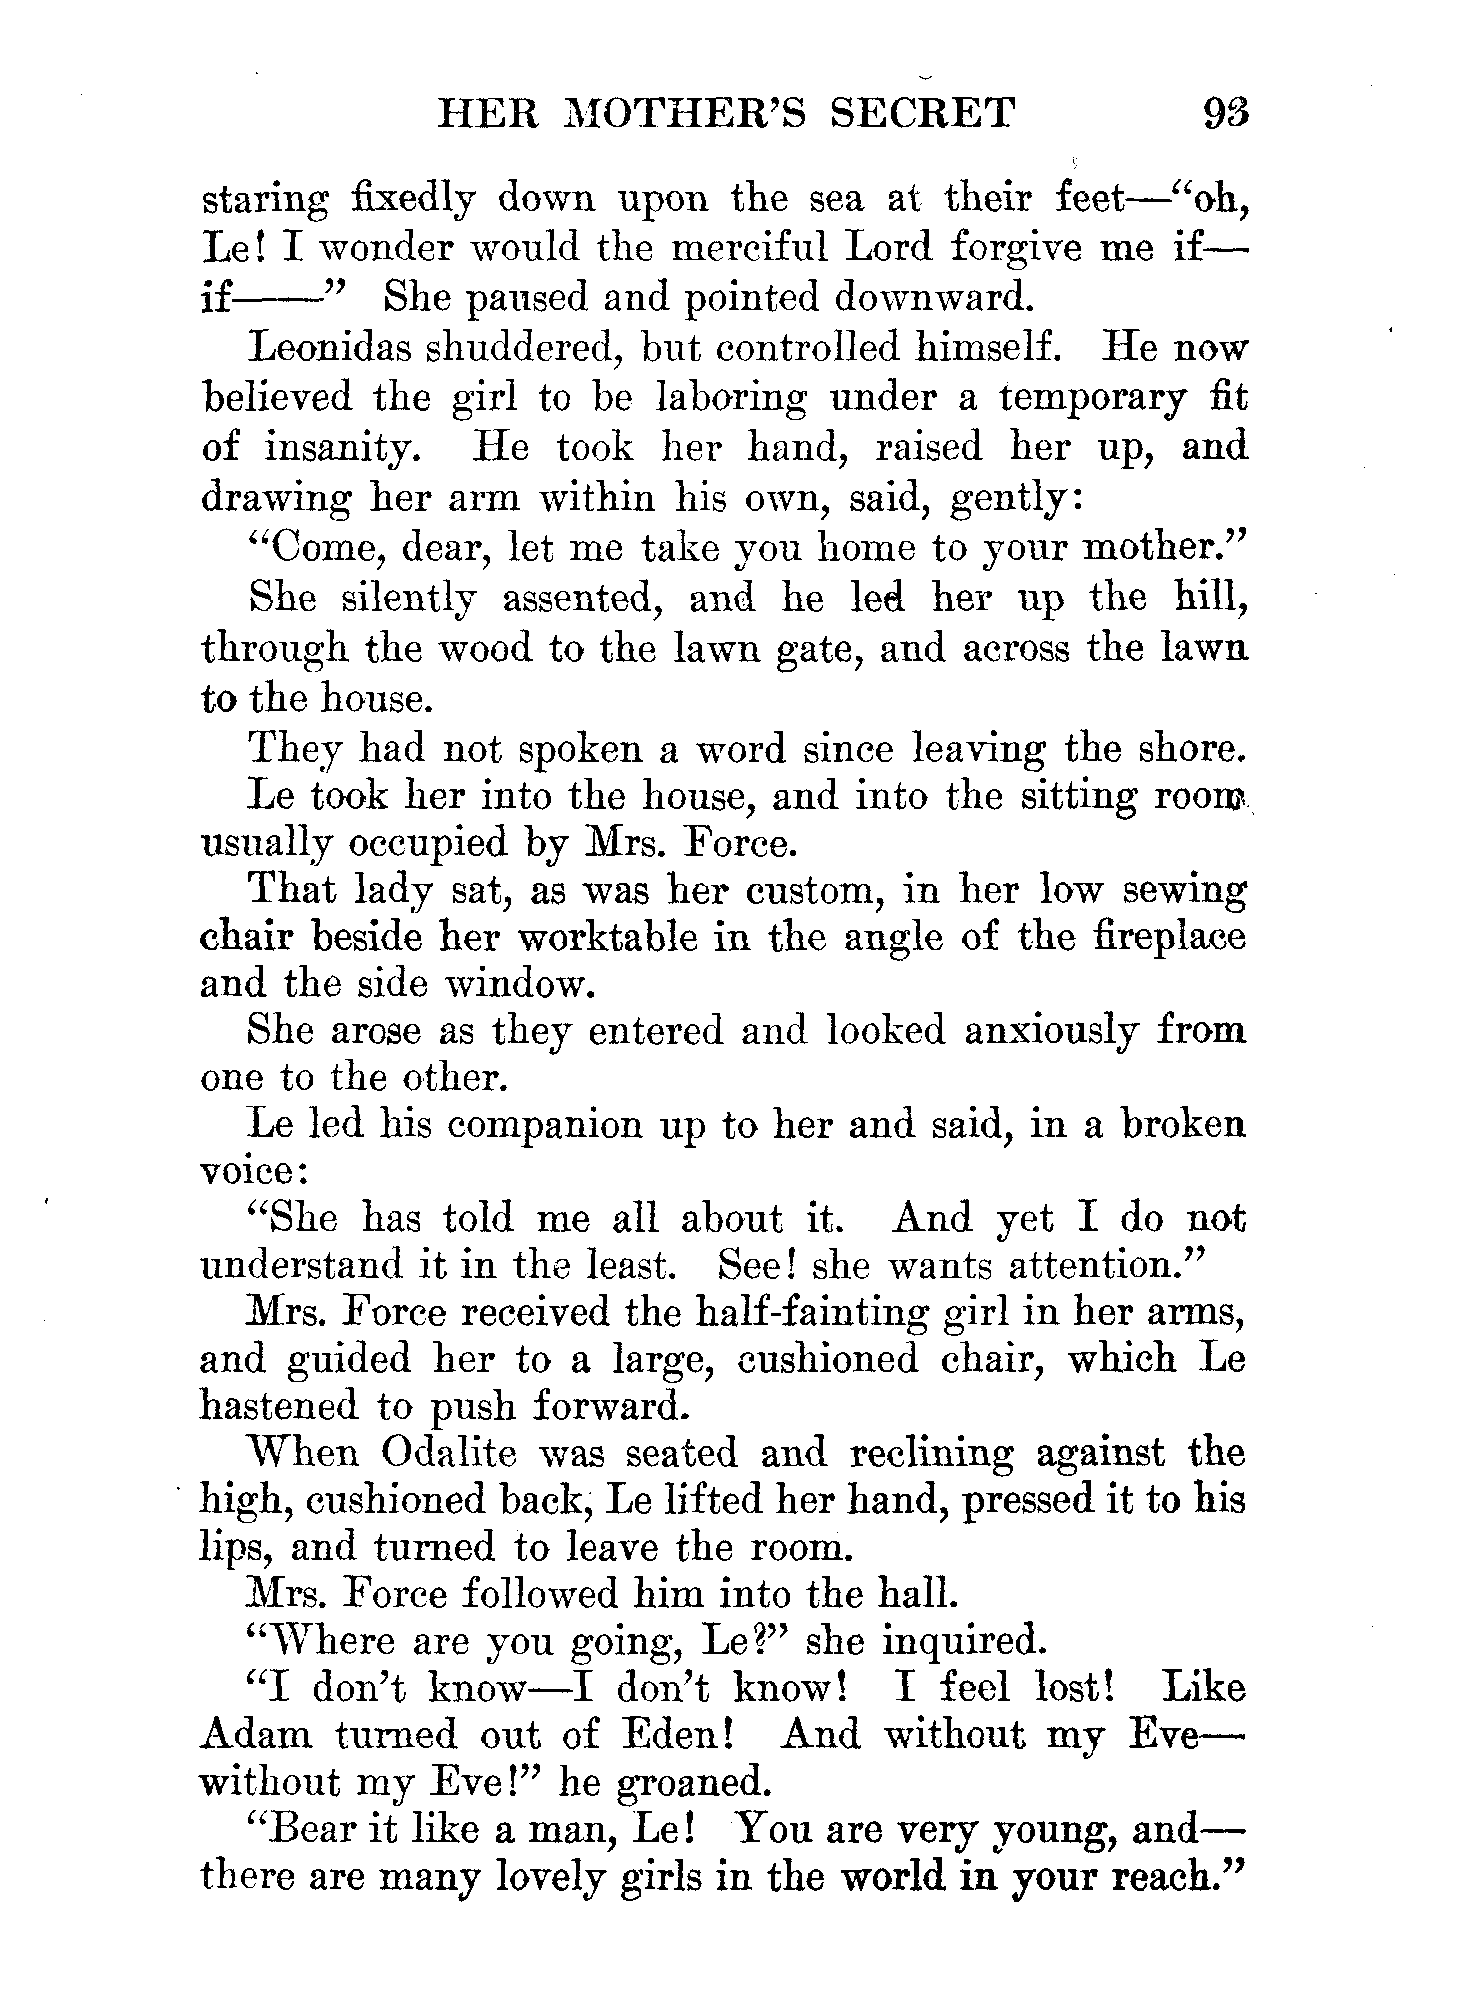 HER MOTHER'S SECRET 93
staring fixedly down upon the sea at their feet—“oh,
Le! I wonder would the merciful Lord forgive me if—
if——” She paused and pointed downward.
Leonidas shuddered, but controlled himself. He now
believed the girl to be laboring under a temporary fit
of insanity. He took her hand, raised her up, and
drawing her arm within his own, said, gently:
“Come, dear, let me take you home to your mother.”
She silently assented, and he led her up the hill,
through the wood to the lawn gate, and across the lawn
to the house.
They had not spoken a word since leaving the shore.
Le took her into the house, and into the sitting room
usually occupied by Mrs. Force.
That lady sat, as was her custom, in her low sewing
chair beside her worktable in the angle of the fireplace
and the side window.
She arose as they entered and looked anxiously from
one to the other.
Le led his companion up to her and said, in a broken
voice:
“She has told me all about it. And yet I do not
understand it in the least. See! she wants attention.”
Mrs. Force received the half-fainting girl in her arms,
and guided her to a large, cushioned chair, which Le
hastened to push forward.
When Odalite was seated and reclining against the
high, cushioned back, Le lifted her hand, pressed it to his
lips, and turned to leave the room.
Mrs. Force followed him into the hall.
“Where are you going, Le?” she inquired.
“I don't know—I don't know! I feel lost! Like
Adam turned out of Eden! And without my Eve—
without my Eve!” he groaned.
“Bear it like a man, Le! You are very young, and—
there are many lovely girls in the world in your reach.”